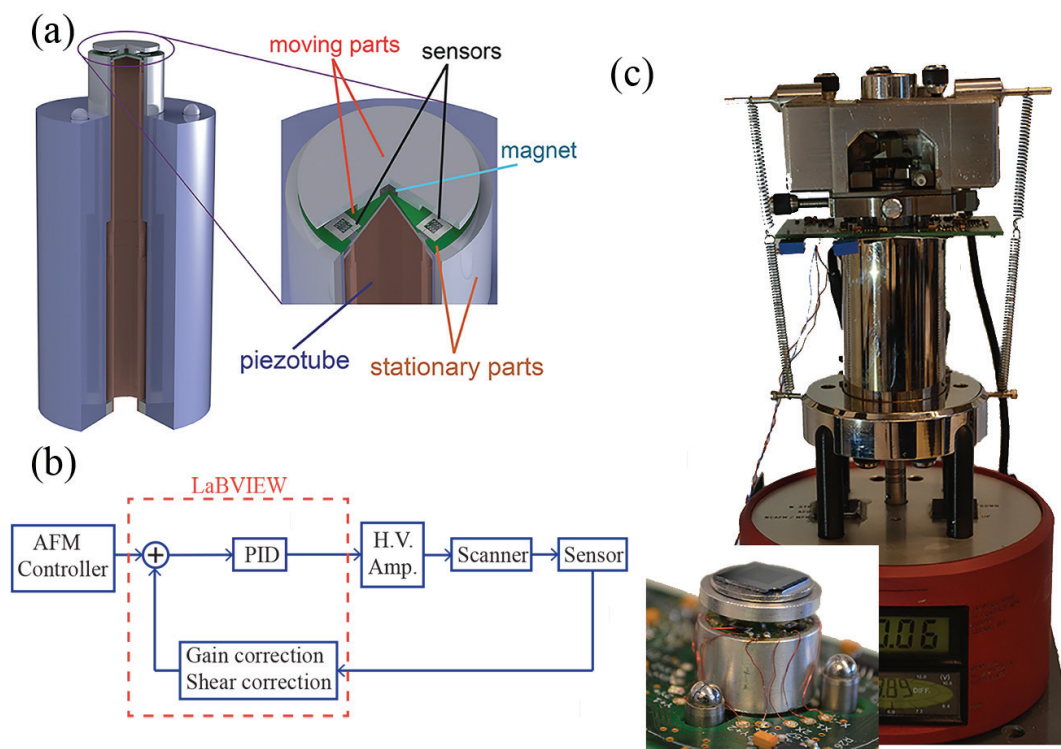 (a)
moving parts
sensors
magnet
piezotube
stationary parts
(b)
LaBVIEW
AFM
Controller
+
PID
H.V.
Amp.
Scanner
Sensor
Gain correction
Shear correction
(c)
0.06
DIFF.
(V)